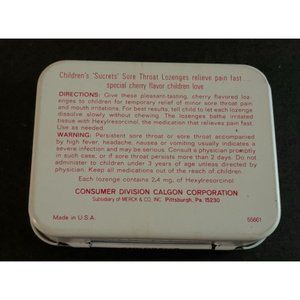 Children's 'Sucrets' Sore Throat Lozenges relieve pain fast...
special cherry flavor children love
DIRECTIONS: Give these pleasant-tasting, cherry flavored loz-
enges to children for temporary relief of minor sore throat pain
and mouth irritations. For best results, tell child to let each lozenge
dissolve slowly without chewing. The lozenges bathe irritated
tissue with Hexylresorcinol, the medication that relieves pain fast.
Use as needed.
WARNING: Persistent sore throat or sore throat accompanied
by high fever, headache, nausea or vomiting usually indicates a
severe infection and may be serious. Consult a physician promptly
in such case, or if sore throat persists more than 2 days. Do not
administer to children under 3 years of age unless directed by
physician. Keep all medications out of the reach of children.
Each lozenge contains 2.4 mg. of Hexylresorcinol
CONSUMER DIVISION CALGON CORPORATION
Subsidiary of MERCK & CO., INC. Pittsburgh, Pa. 15230
Made in U.S.A.
55661